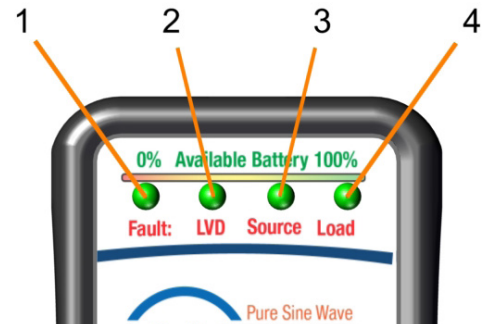 1 2 3 4
0% Available Battery 100%
Fault: LVD Source Load
Pure Sine Wave